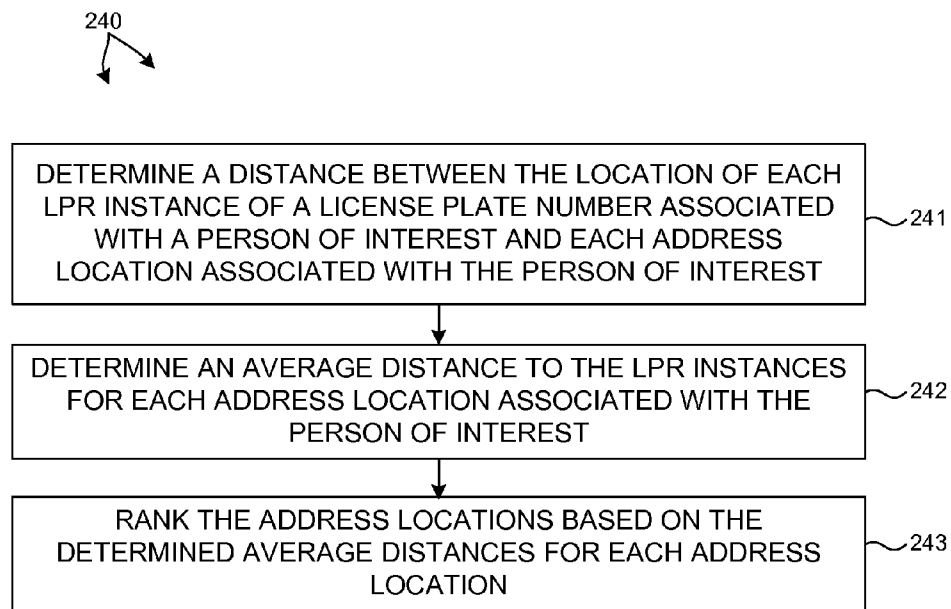 240
DETERMINE A DISTANCE BETWEEN THE LOCATION OF EACH
LPR INSTANCE OF A LICENSE PLATE NUMBER ASSOCIATED
WITH A PERSON OF INTEREST AND EACH ADDRESS
LOCATION ASSOCIATED WITH THE PERSON OF INTEREST
241
DETERMINE AN AVERAGE DISTANCE TO THE LPR INSTANCES
FOR EACH ADDRESS LOCATION ASSOCIATED WITH THE
PERSON OF INTEREST
242
RANK THE ADDRESS LOCATIONS BASED ON THE
DETERMINED AVERAGE DISTANCES FOR EACH ADDRESS
LOCATION
243